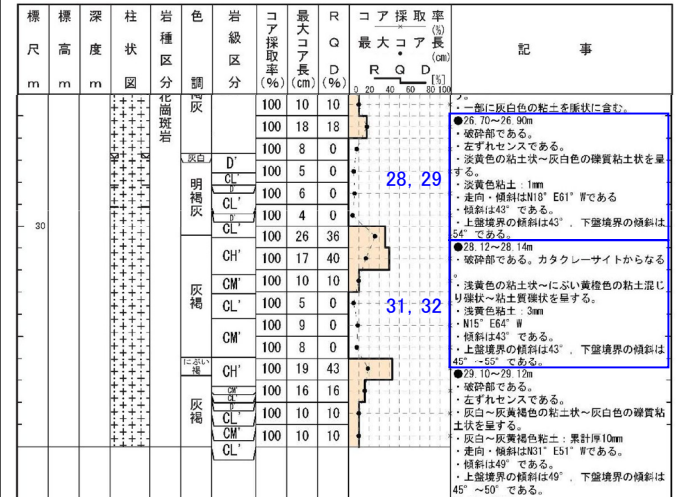 標尺 m
標高 m
深度 m
柱状図
岩種区分
色調
岩級区分
コア採取率(%)
最大コア長(cm)
RQD(%)
コア採取率(%)
最大コア長(cm)
RQD[%]
0 20 40 60 80 100
記事
花崗斑岩
褐灰
100 10 10
100 18 18
100 8 0
灰白
D'
100 5 0
CL'
明褐灰
D'
100 6 0
CL'
100 4 0
D'
30
CL'
100 26 36
灰褐
CH'
100 17 40
CM'
100 10 10
CL'
100 5 0
CM'
100 9 0
100 8 0
にぶい褐
CH'
100 19 43
灰褐
CM'
100 16 16
CL'
D'
CL'
100 10 10
CM'
100 10 10
CL'
28, 29
31, 32
・一部に灰白色の粘土を脈状に含む。
●26.70～26.90m
・破砕部である。
・左ずれセンスである。
・淡黄色の粘土状～灰白色の礫質粘土状を呈
する。
・淡黄色粘土：1mm
・走向・傾斜はN18°E61°Wである
・傾斜は43°である。
・上盤境界の傾斜は43°、下盤境界の傾斜は
54°である。
●28.12～28.14m
・破砕部である。カタクレーサイトからなる
。
・浅黄色の粘土状～にぶい黄橙色の粘土混じ
り礫状～粘土質礫状を呈する。
・浅黄色粘土：3mm
・N15°E64°W
・傾斜は43°である。
・上盤境界の傾斜は43°、下盤境界の傾斜は
45°～55°である。
●29.10～29.12m
・破砕部である。
・左ずれセンスである。
・灰白～灰黄褐色の粘土状～灰白色の礫質粘
土状を呈する。
・灰白～灰黄褐色粘土：累計厚10mm
・走向・傾斜はN31°E51°Wである。
・傾斜は49°である。
・上盤境界の傾斜は49°、下盤境界の傾斜は
45°～50°である。